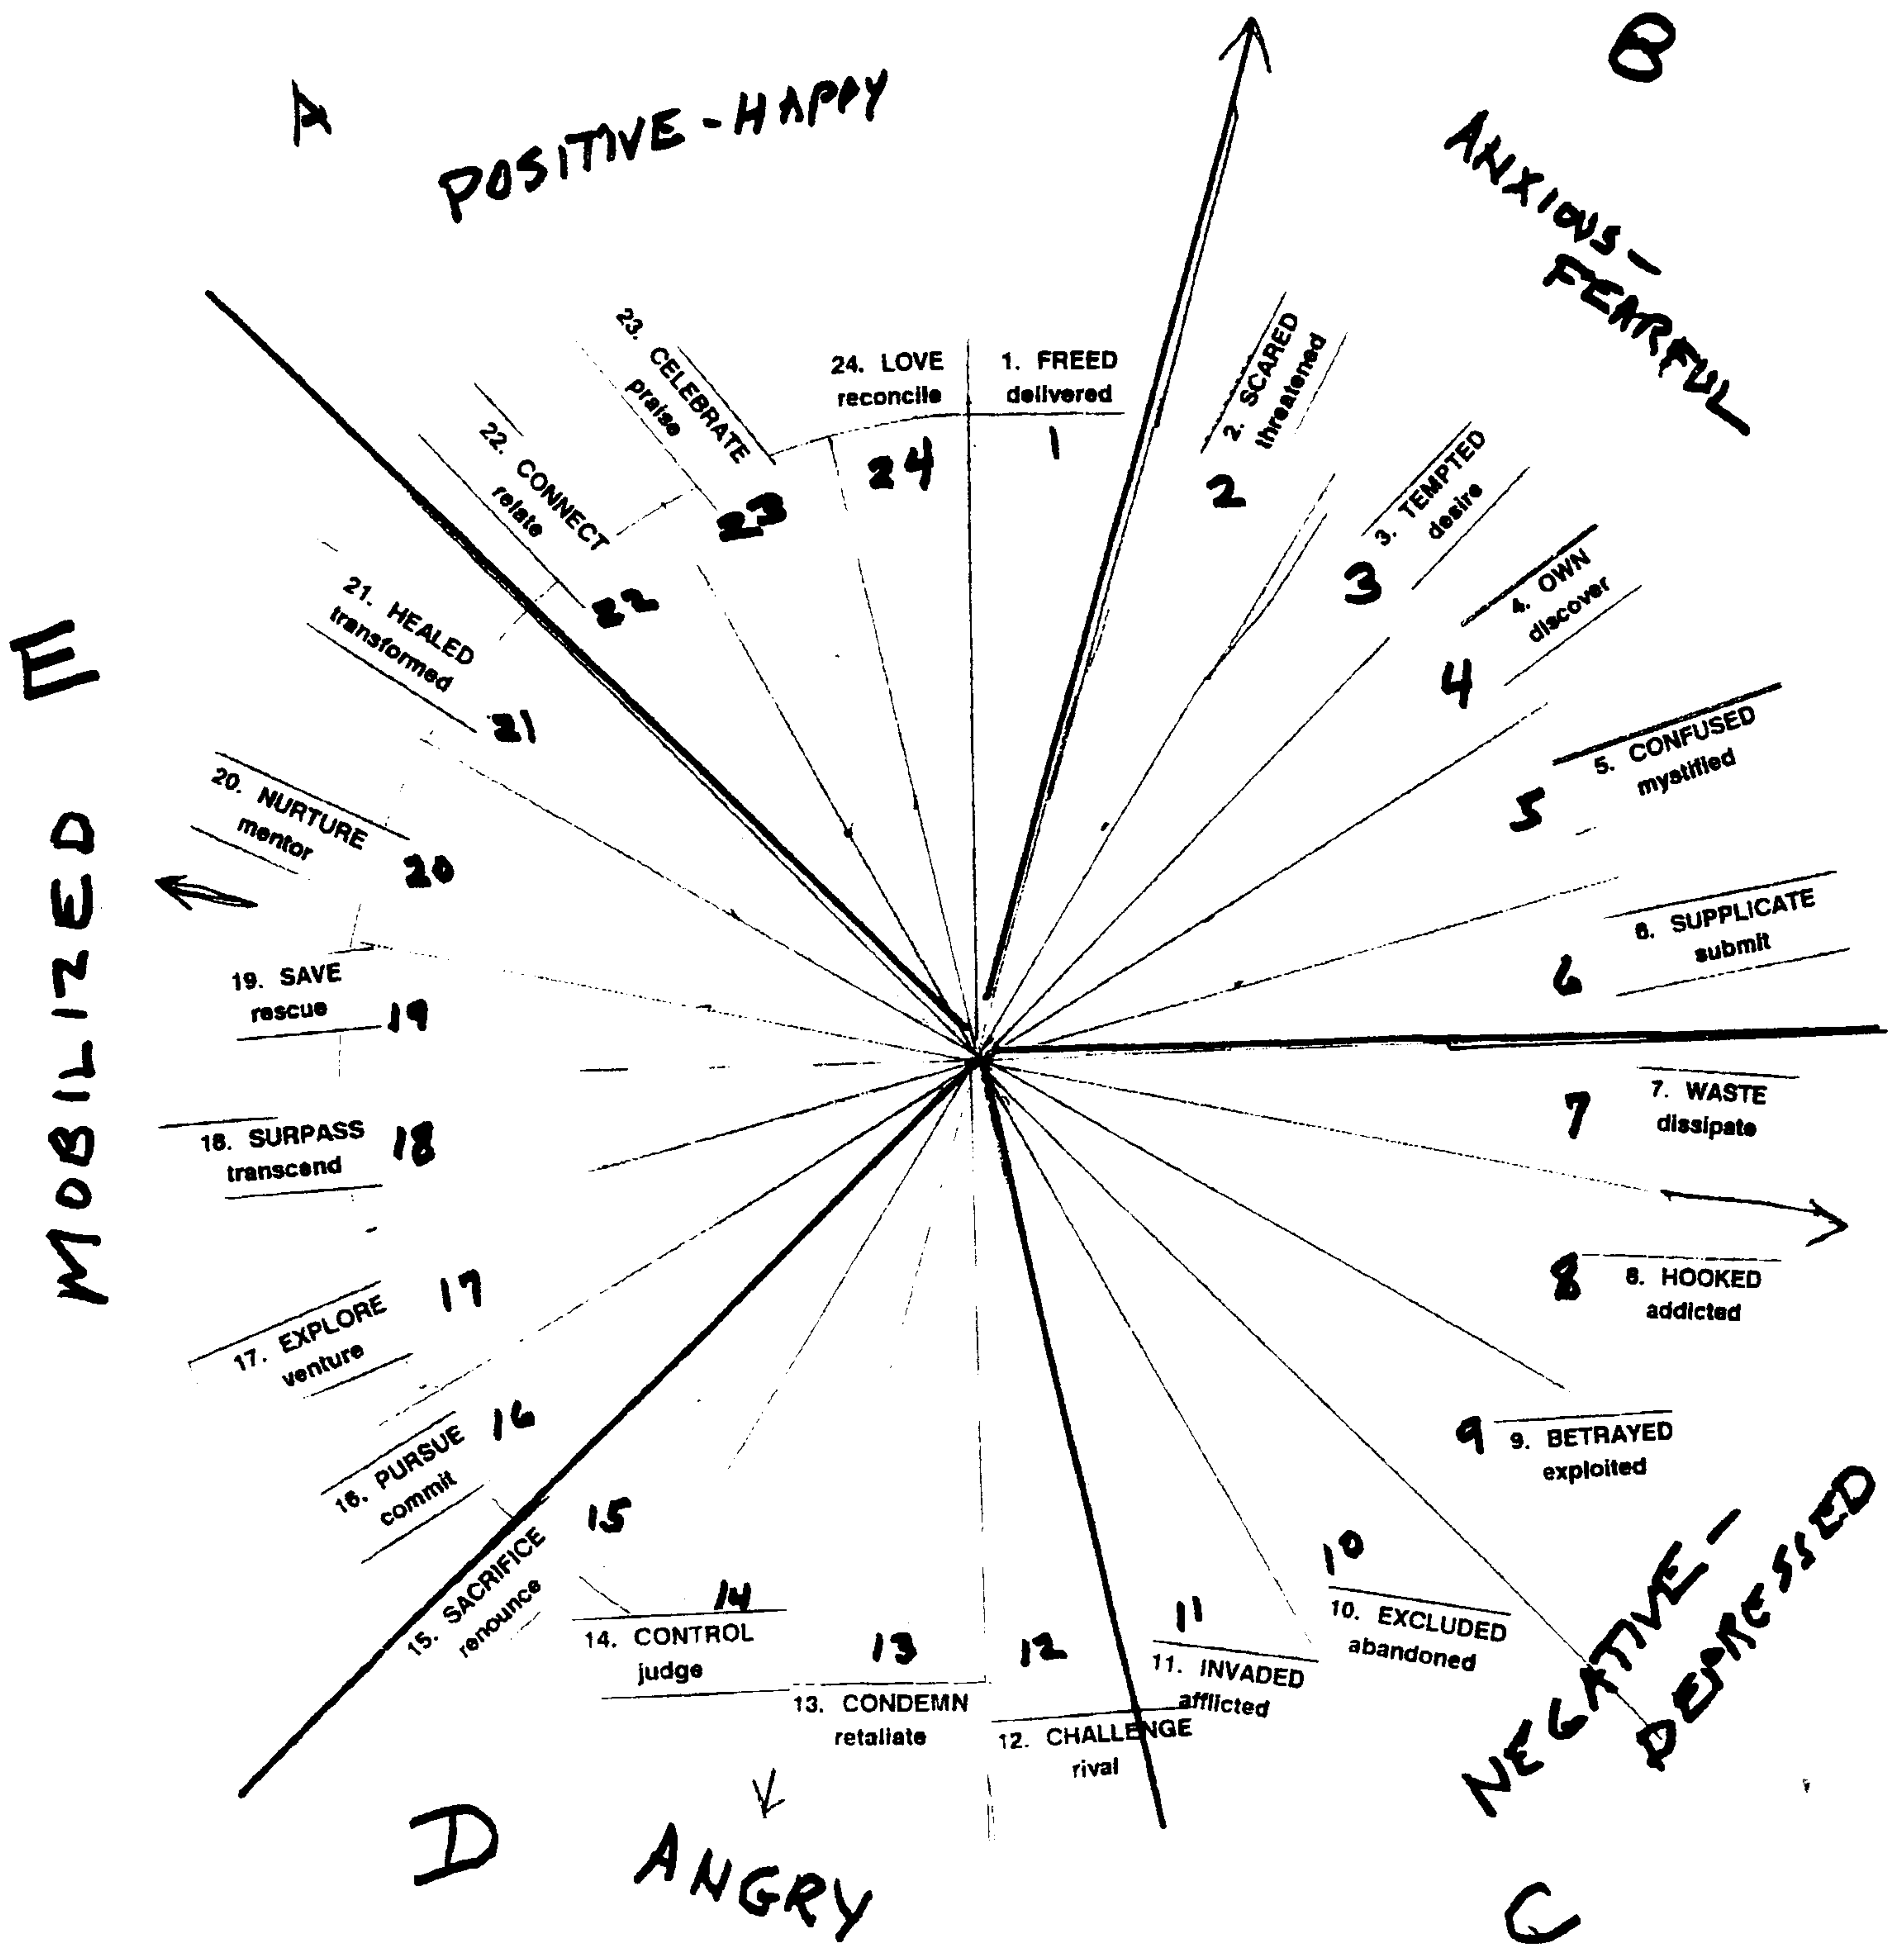 A
POSITIVE-HAPPY
B
ANXIOUS-
FEARFUL
24. LOVE
reconcile
24
1. FREED
delivered
1
2. SCARED
threatened
2
3. TEMPTED
desire
3
4. OWN
discover
4
5. CONFUSED
mystified
5
6. SUPPLICATE
submit
6
7. WASTE
dissipate
7
8. HOOKED
addicted
8
9. BETRAYED
exploited
9
10
10. EXCLUDED
abandoned
11
11. INVADED
afflicted
NEGATIVE-
DEPRESSED
C
12
12. CHALLENGE
rival
13
13. CONDEMN
retaliate
14
14. CONTROL
judge
15
15. SACRIFICE
renounce
D
ANGRY
16. PURSUE
commit
16
17. EXPLORE
venture
17
18. SURPASS
transcend
18
19. SAVE
rescue
19
20. NURTURE
mentor
20
21. HEALED
transformed
21
22. CONNECT
relate
22
23. CELEBRATE
praise
23
E
MOBILIZED